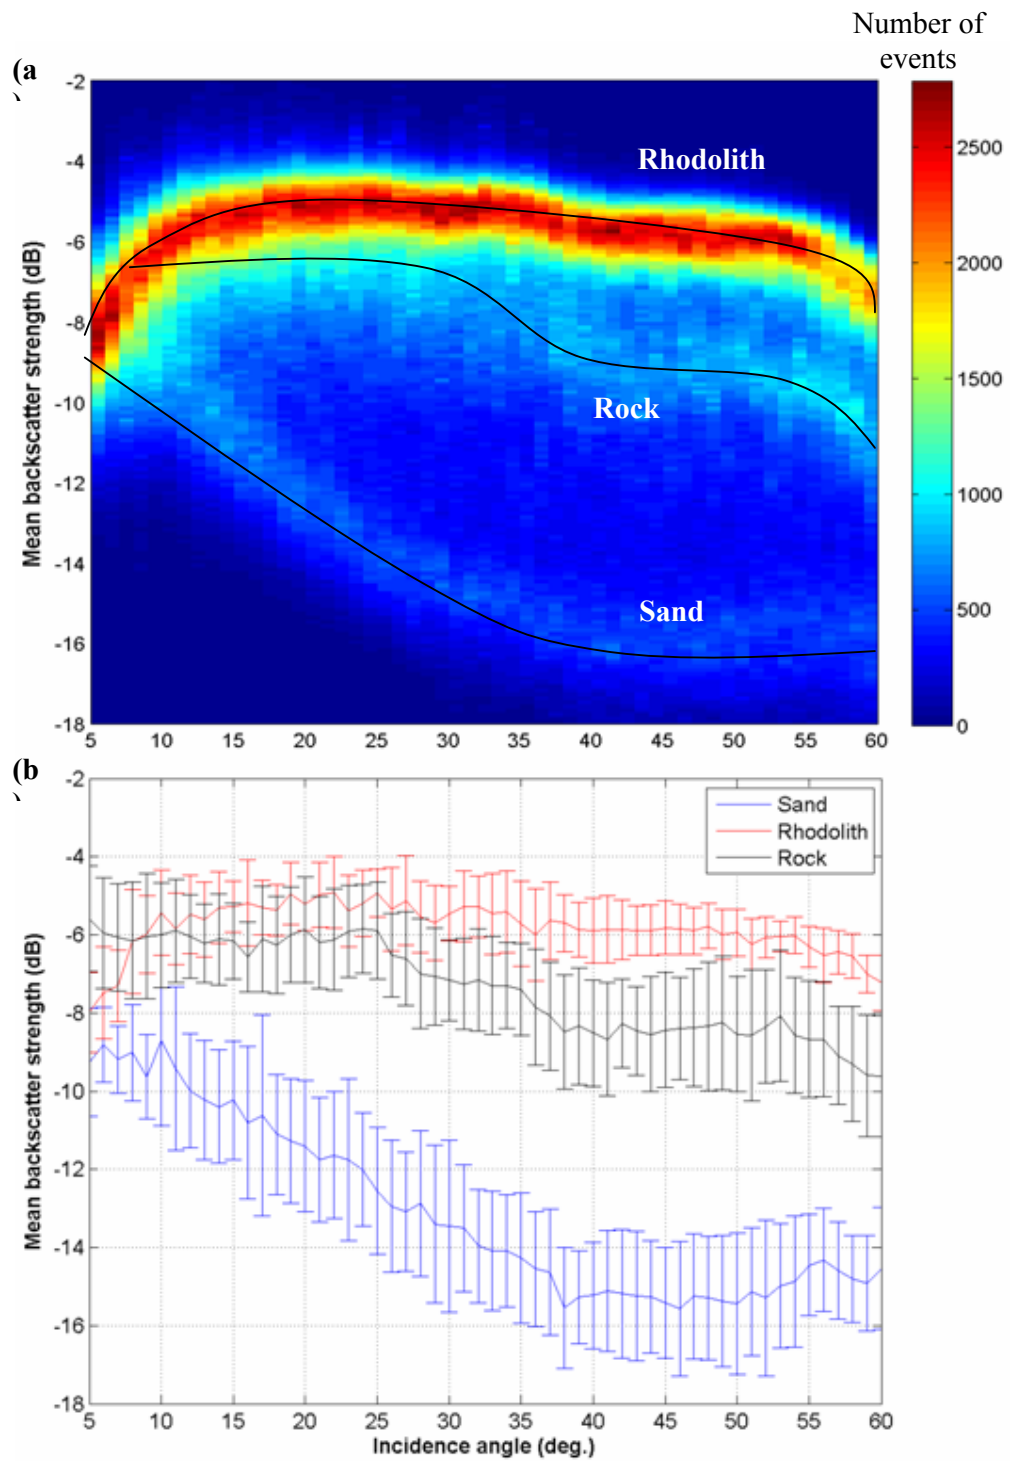 Number of
events
(a
)
-2
-4
-6
-8
-10
-12
-14
-16
-18
Mean backscatter strength (dB)
Rhodolith
Rock
Sand
2500
2000
1500
1000
500
0
5 10 15 20 25 30 35 40 45 50 55 60
(b
)
-2
-4
-6
-8
-10
-12
-14
-16
-18
Mean backscatter strength (dB)
Sand
Rhodolith
Rock
5 10 15 20 25 30 35 40 45 50 55 60
Incidence angle (deg.)